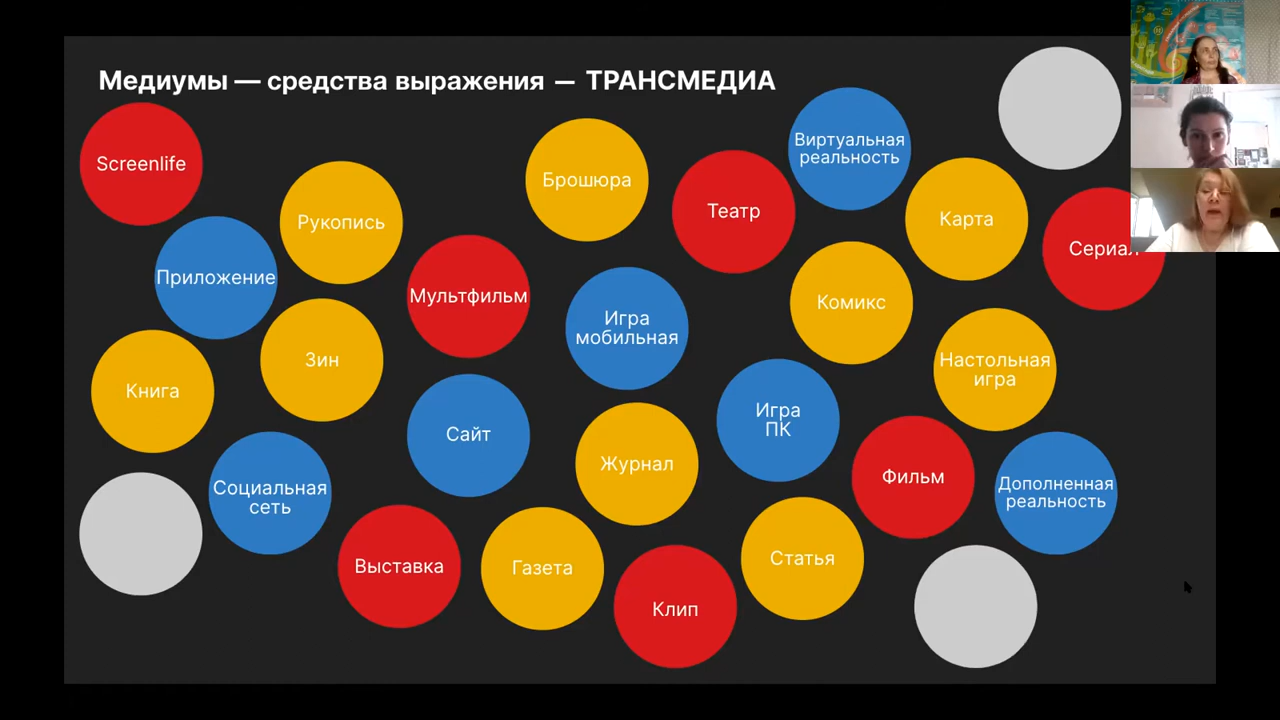 Медиумы — средства выражения — ТРАНСМЕДИА
Screenlife
Рукопись
Брошюра
Театр
Виртуальная
реальность
Карта
Сериал
Приложение
Мультфильм
Игра
мобильная
Комикс
Книга
Зин
Сайт
Журнал
Игра
ПК
Настольная
игра
Социальная
сеть
Выставка
Газета
Клип
Статья
Фильм
Дополненная
реальность